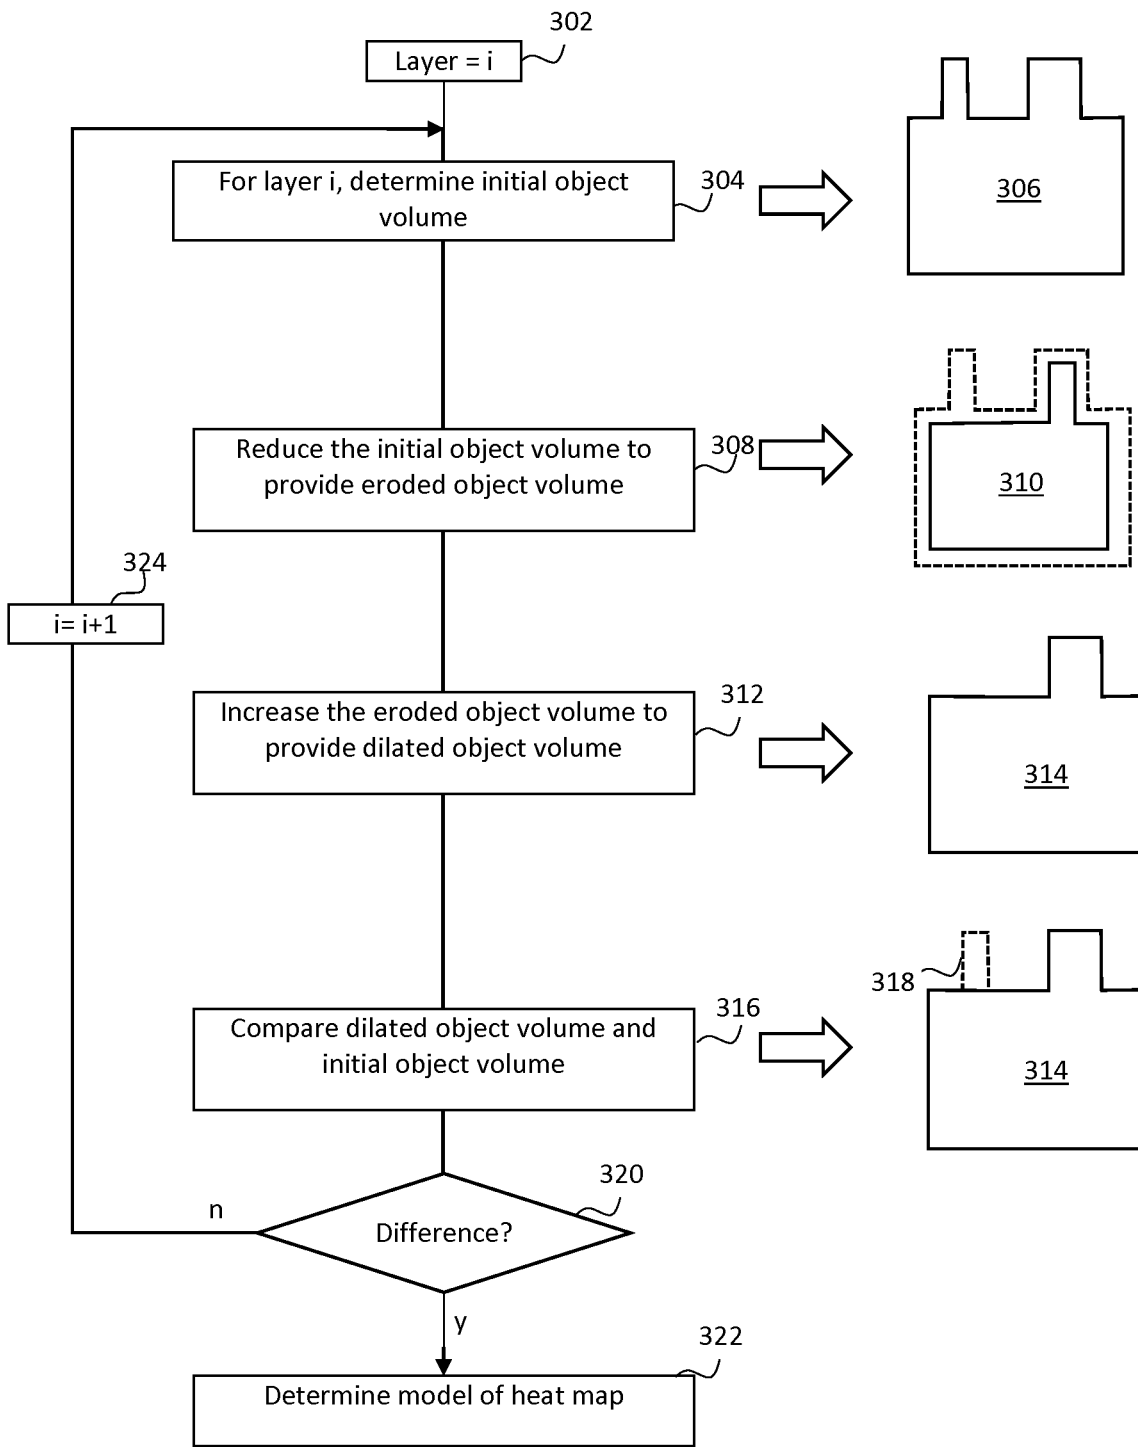 302
Layer = i
For layer i, determine initial object
volume
304
306
Reduce the initial object volume to
provide eroded object volume
308
310
324
i= i+1
Increase the eroded object volume to
provide dilated object volume
312
314
318
Compare dilated object volume and
initial object volume
316
314
320
n
Difference?
y
322
Determine model of heat map